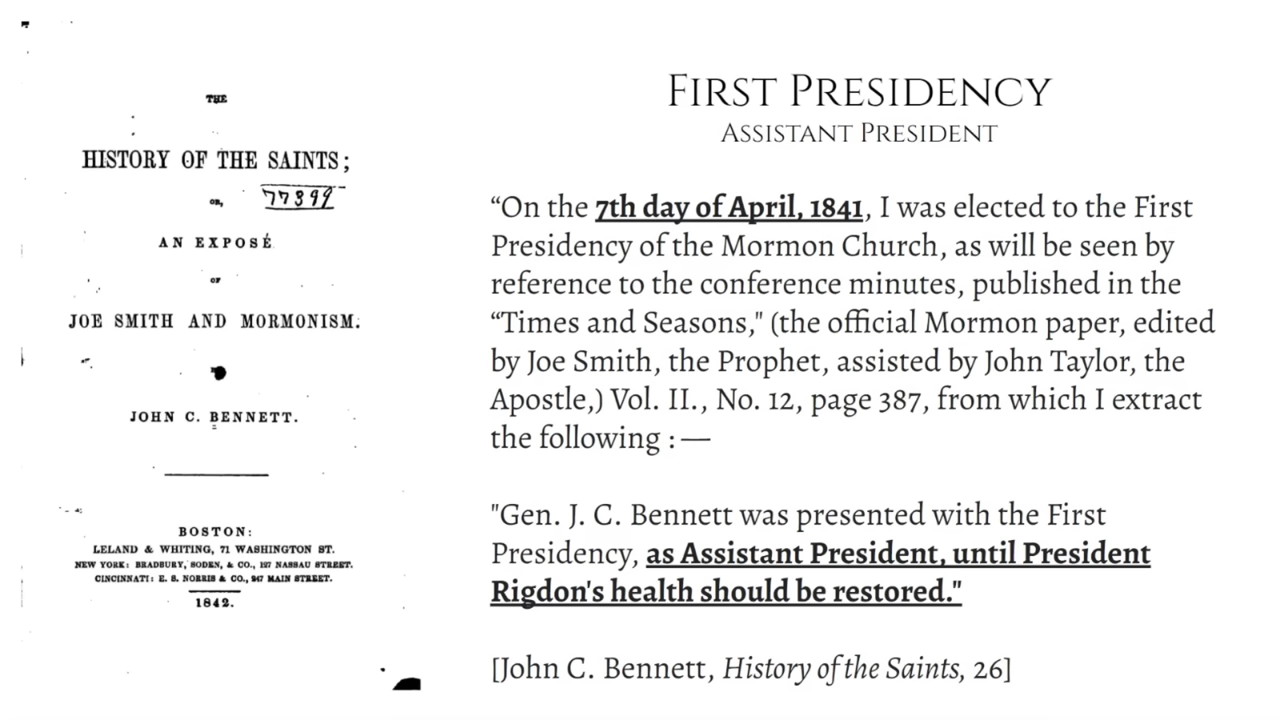 THE
HISTORY OF THE SAINTS;
OR,
77399
AN EXPOSÉ
OF
JOE SMITH AND MORMONISM.
JOHN C. BENNETT.
BOSTON:
LELAND & WHITING, 71 WASHINGTON ST.
NEW YORK: BRADBURY, SODEN, & CO., 127 NASSAU STREET.
CINCINNATI: E. S. NORRIS & CO., 247 MAIN STREET.
1842.
FIRST PRESIDENCY
ASSISTANT PRESIDENT
“On the 7th day of April, 1841, I was elected to the First
Presidency of the Mormon Church, as will be seen by
reference to the conference minutes, published in the
“Times and Seasons," (the official Mormon paper, edited
by Joe Smith, the Prophet, assisted by John Taylor, the
Apostle,) Vol. II., No. 12, page 387, from which I extract
the following : —
"Gen. J. C. Bennett was presented with the First
Presidency, as Assistant President, until President
Rigdon's health should be restored."
[John C. Bennett, History of the Saints, 26]